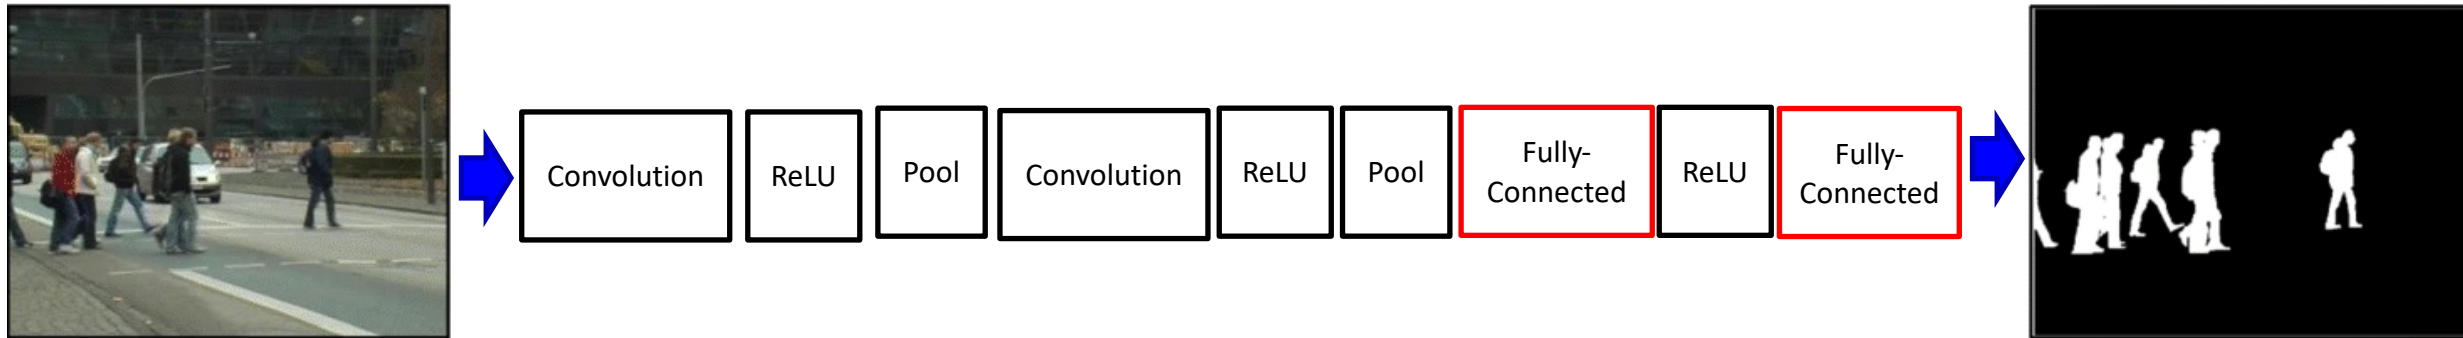 Convolution
ReLU
Pool
Convolution
ReLU
Pool
Fully-
Connected
ReLU
Fully-
Connected